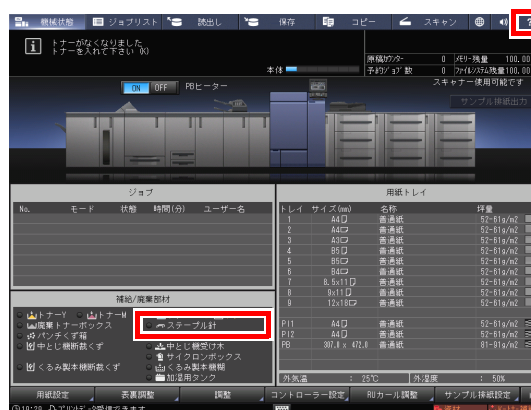 機械状態 ジョブリスト 読出し 保存 コピー スキャン ?
トナーがなくなりました
トナーを入れて下さい (K)
原稿カウンター 0 メモリー残量 100.00
予約ジョブ数 0 ファイルシステム残量100.00
本体
スキャナー使用可能です
ON OFF PBヒーター
サンプル排紙出力
ジョブ
No. モード 状態 時間(分) ユーザー名
用紙トレイ
トレイ サイズ(mm) 名称 坪量
1 A4 普通紙 52-61g/m2
2 A4 普通紙 52-61g/m2
3 A3 普通紙 52-61g/m2
4 B5 普通紙 52-61g/m2
5 B5 普通紙 52-61g/m2
6 B4 普通紙 52-61g/m2
7 8.5x11 普通紙 52-61g/m2
8 9x11 普通紙 52-61g/m2
9 12x18 普通紙 52-61g/m2
PI1 A4 普通紙 52-61g/m2
PI2 A4 普通紙 52-61g/m2
PB 307.0 x 472.0 普通紙 81-91g/m2
外気温 : 25℃ 外湿度 : 50%
補給/廃棄部材
トナーY トナーM
廃棄トナーボックス
ステープル針
パンチくず箱
中とじ機断裁くず
中とじ機受け木
サイクロンボックス
くるみ製本機断裁くず
くるみ製本機糊
加湿用タンク
用紙設定 表裏調整 調整 コントローラー設定 RUカール調整 サンプル排紙設定